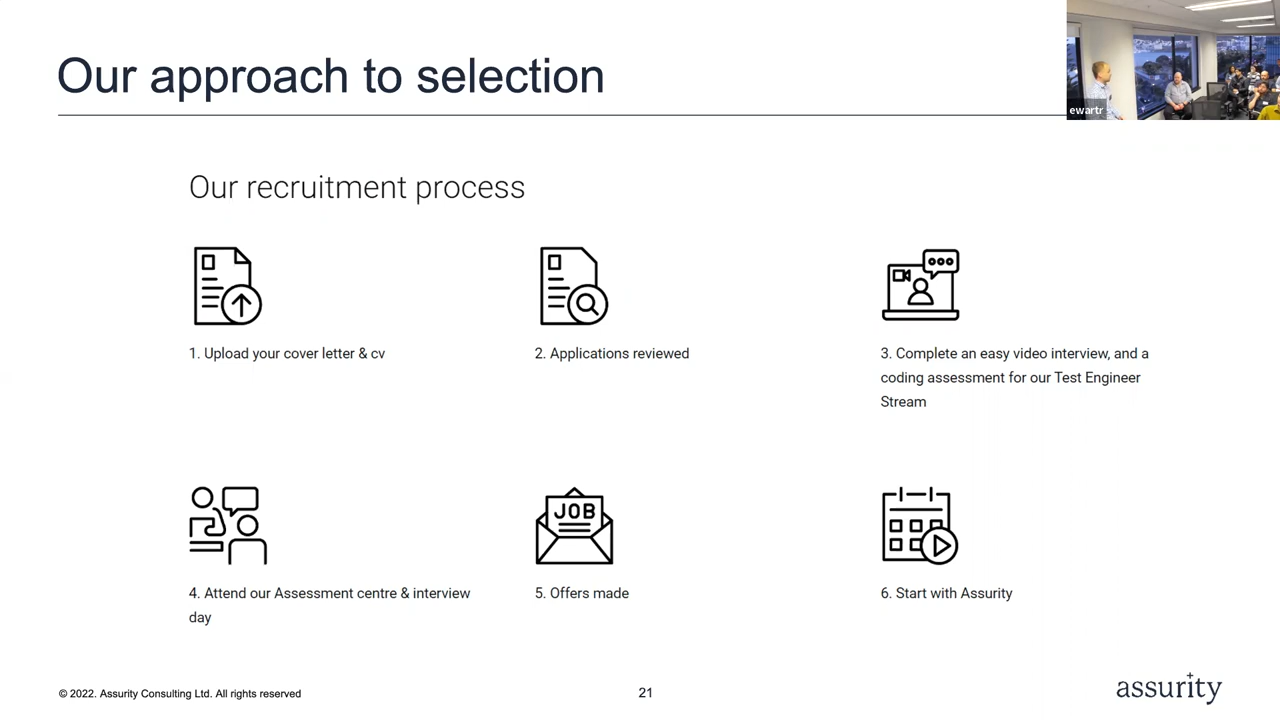 Our approach to selection
ewartr
Our recruitment process
1. Upload your cover letter & cv
2. Applications reviewed
3. Complete an easy video interview, and a
coding assessment for our Test Engineer
Stream
4. Attend our Assessment centre & interview
day
JOB
5. Offers made
6. Start with Assurity
© 2022. Assurity Consulting Ltd. All rights reserved
21
assurity